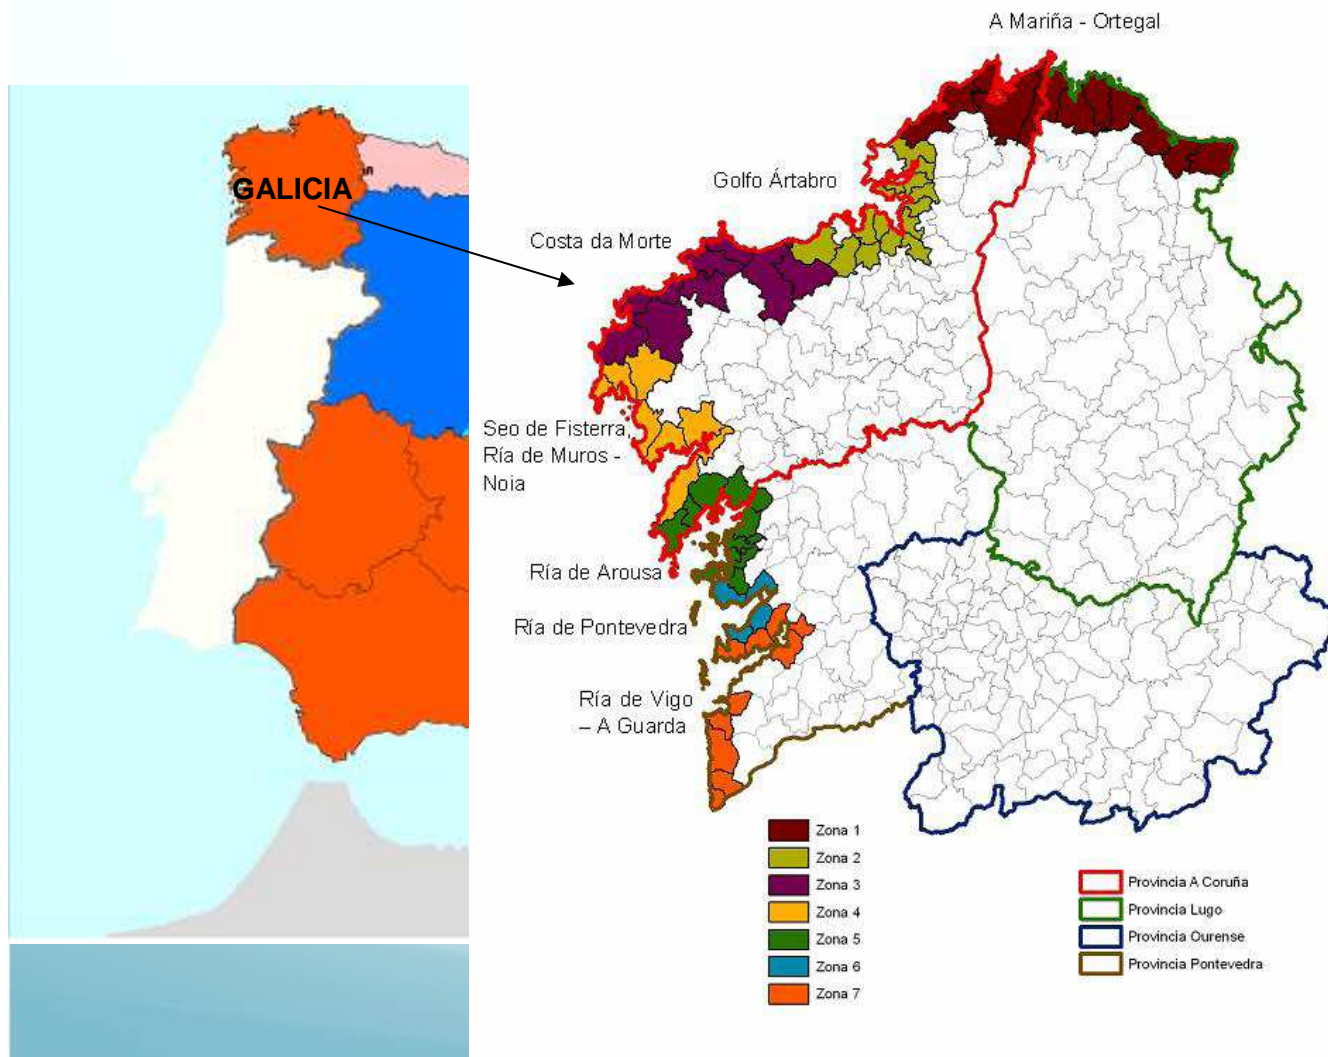 A Mariña - Ortegal
GALICIA
Golfo Ártabro
Costa da Morte
Seo de Fisterra,
Ría de Muros -
Noia
Ría de Arousa
Ría de Pontevedra
Ría de Vigo
– A Guarda
Zona 1
Zona 2
Zona 3
Zona 4
Zona 5
Zona 6
Zona 7
Provincia A Coruña
Provincia Lugo
Provincia Ourense
Provincia Pontevedra